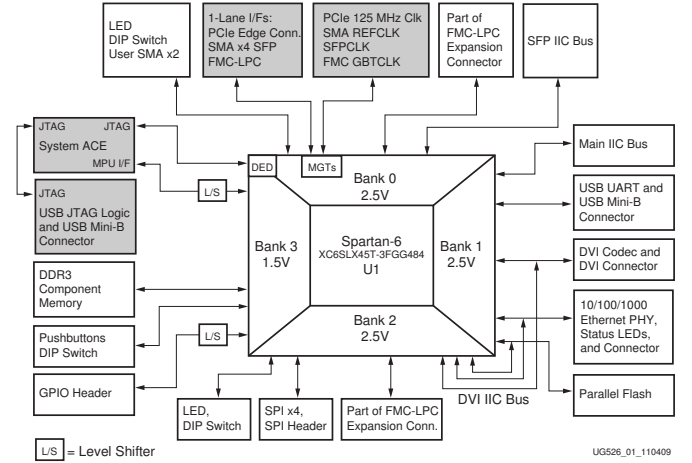 LED
DIP Switch
User SMA x2
1-Lane I/Fs:
PCIe Edge Conn.
SMA x4 SFP
FMC-LPC
PCIe 125 MHz Clk
SMA REFCLK
SFPCLK
FMC GBTCLK
Part of
FMC-LPC
Expansion
Connector
SFP IIC Bus
JTAG JTAG
System ACE
MPU I/F
L/S
JTAG
USB JTAG Logic
and USB Mini-B
Connector
DED
MGTs
Bank 0
2.5V
Main IIC Bus
USB UART and
USB Mini-B
Connector
Bank 3
1.5V
Spartan-6
XC6SLX45T-3FGG484
U1
Bank 1
2.5V
DVI Codec and
DVI Connector
DDR3
Component
Memory
Bank 2
2.5V
10/100/1000
Ethernet PHY,
Status LEDs,
and Connector
Pushbuttons
DIP Switch
L/S
GPIO Header
DVI IIC Bus
Parallel Flash
LED,
DIP Switch
SPI x4,
SPI Header
Part of FMC-LPC
Expansion Conn.
L/S = Level Shifter
UG526_01_110409